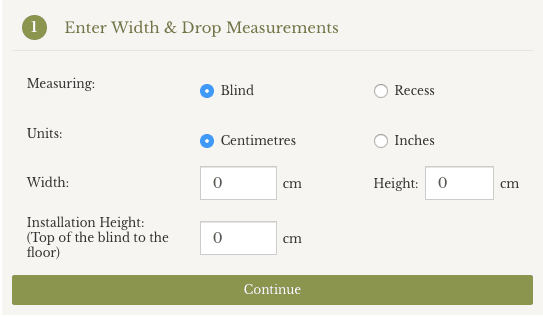 1 Enter Width & Drop Measurements
Measuring: Blind Recess
Units: Centimetres Inches
Width: 0 cm Height: 0 cm
Installation Height:
(Top of the blind to the
floor)
0 cm
Continue